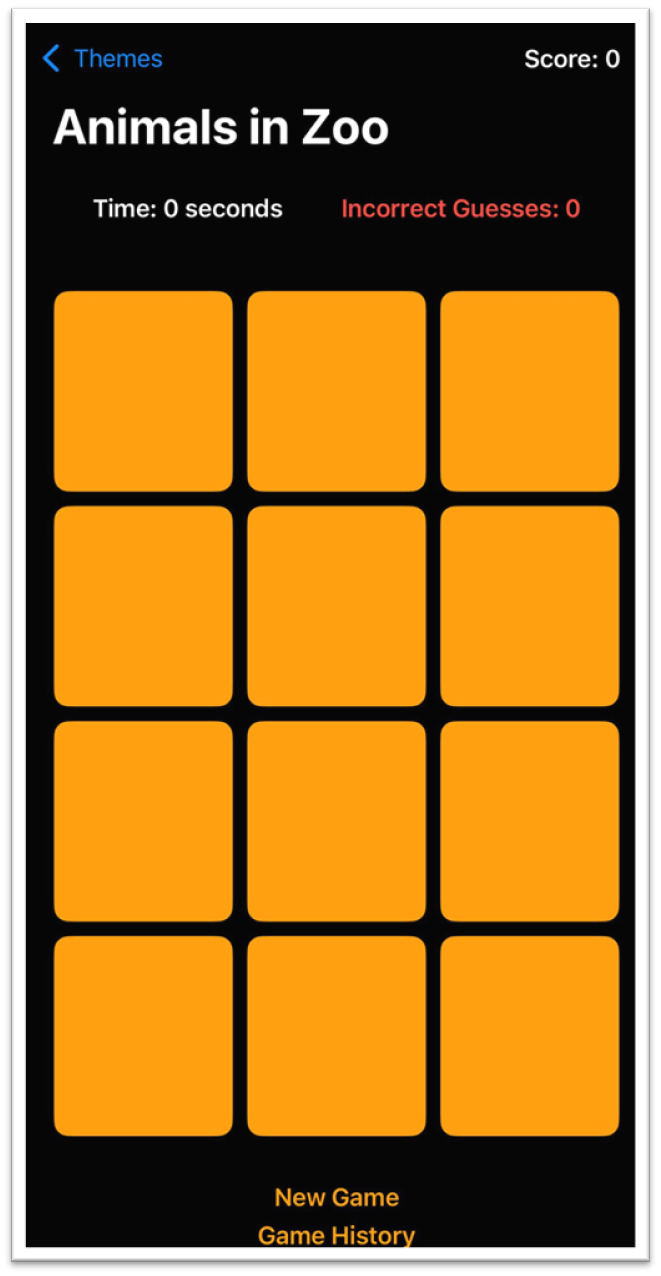 Themes
Score: 0
Animals in Zoo
Time: 0 seconds
Incorrect Guesses: 0
New Game
Game History